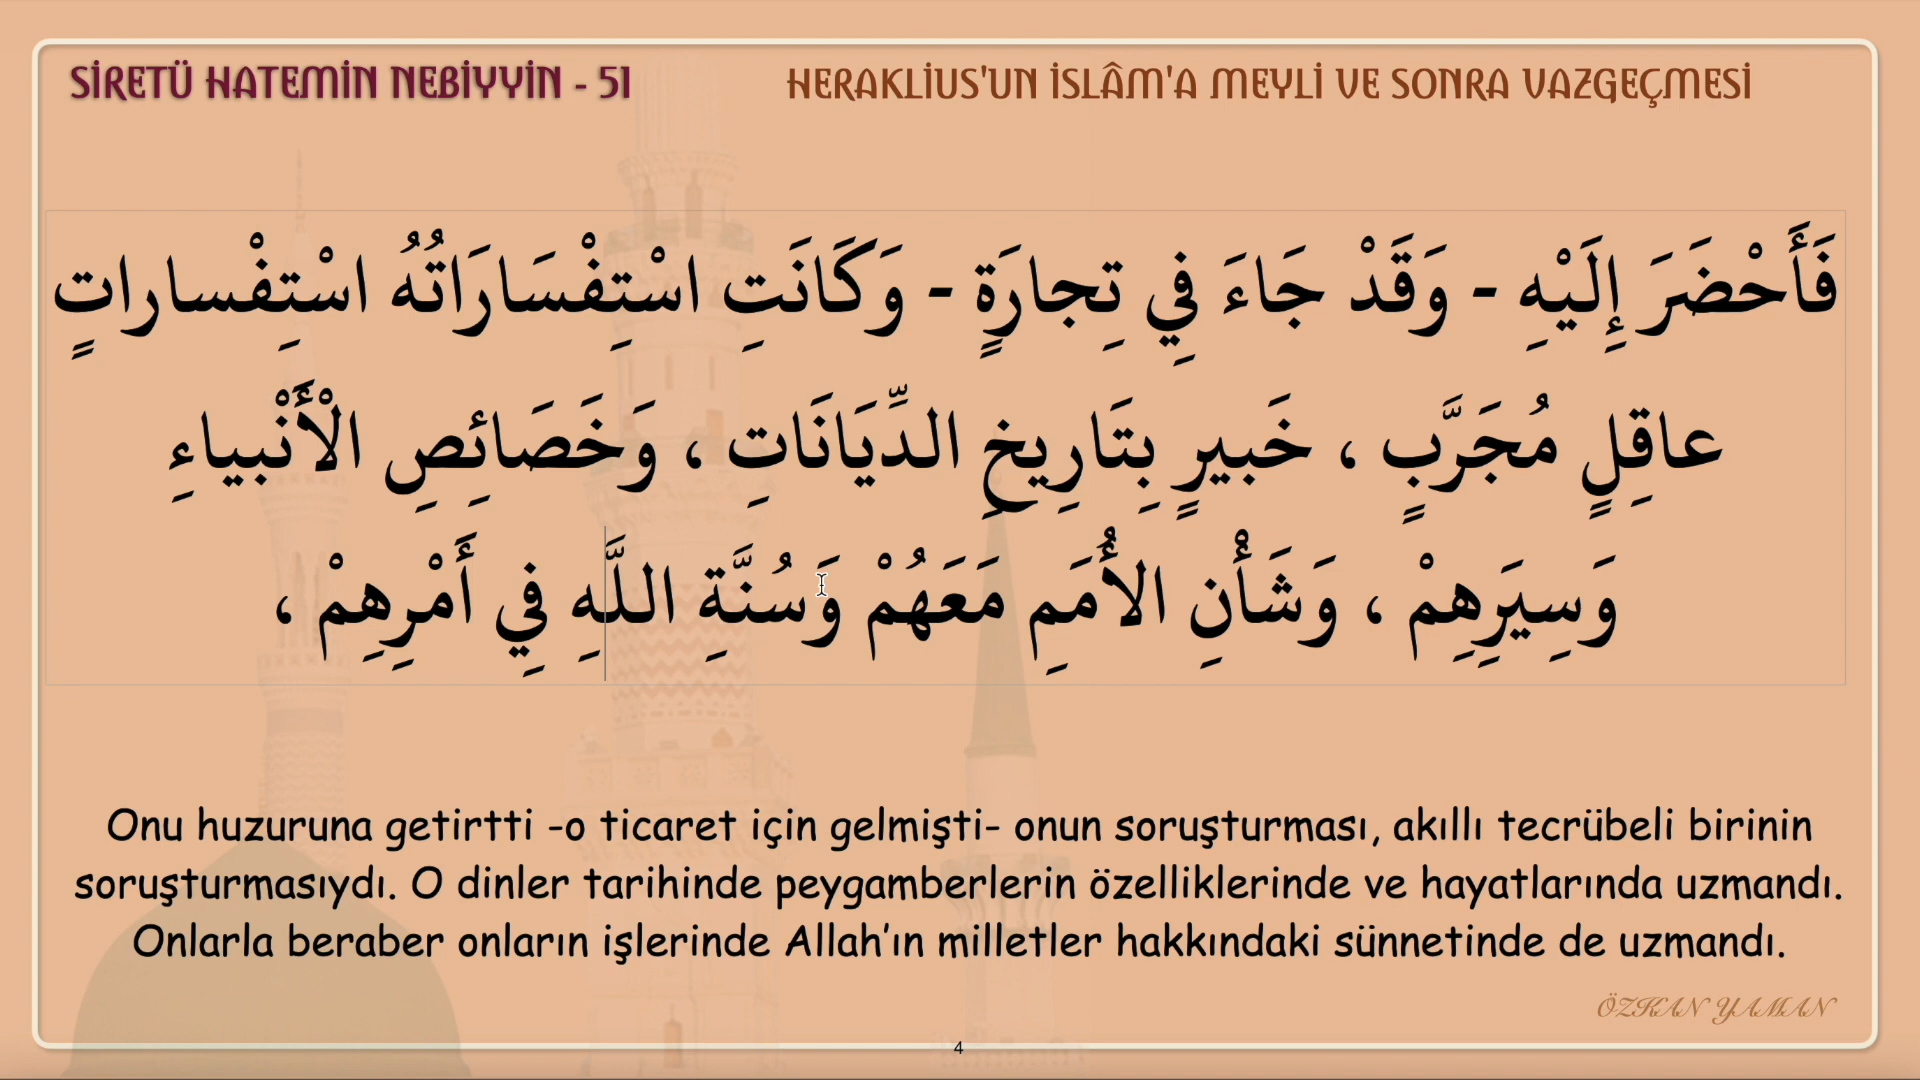 SİRETÜ HATEMİN NEBİYYİN - 51
HERAKLİUS'UN İSLÂM'A MEYLİ VE SONRA VAZGEÇMESİ
فَأَحْضَرَ إِلَيْهِ - وَقَدْ جَاءَ فِي تِجارَةٍ - وَكَانَتِ اسْتِفْسَارَاتُهُ اسْتِفْساراتٍ
عاقِلٍ مُجَرَّبٍ ، خَبيرٍ بِتَارِيخِ الدِّيَانَاتِ ، وَخَصَائِصِ الْأَنْبياءِ
وَسِيَرِهِمْ ، وَشَأْنِ الأُمَمِ مَعَهُمْ وَسُنَّةِ اللَّهِ فِي أَمْرِهِمْ ،
Onu huzuruna getirtti -o ticaret için gelmişti- onun soruşturması, akıllı tecrübeli birinin
soruşturmasıydı. O dinler tarihinde peygamberlerin özelliklerinde ve hayatlarında uzmandı.
Onlarla beraber onların işlerinde Allah’ın milletler hakkındaki sünnetinde de uzmandı.
ÖZKAN YAMAN
4